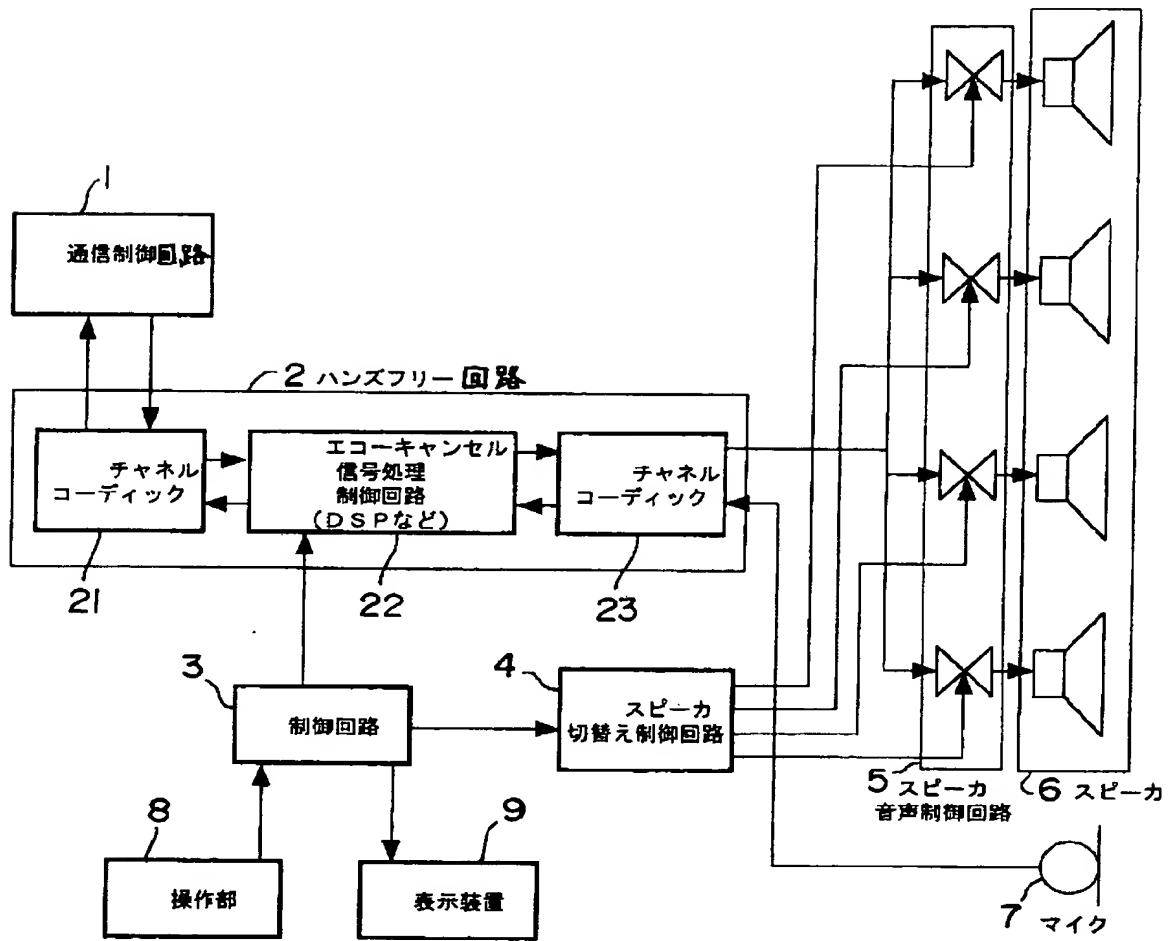 1
通信制御回路
2 ハンズフリー回路
チャネル
コーディック
エコーキャンセル
信号処理
制御回路
(DSPなど)
チャネル
コーディック
21
22
23
3
制御回路
4
スピーカ
切替え制御回路
5 スピーカ
音声制御回路
6 スピーカ
7 マイク
8
操作部
9
表示装置